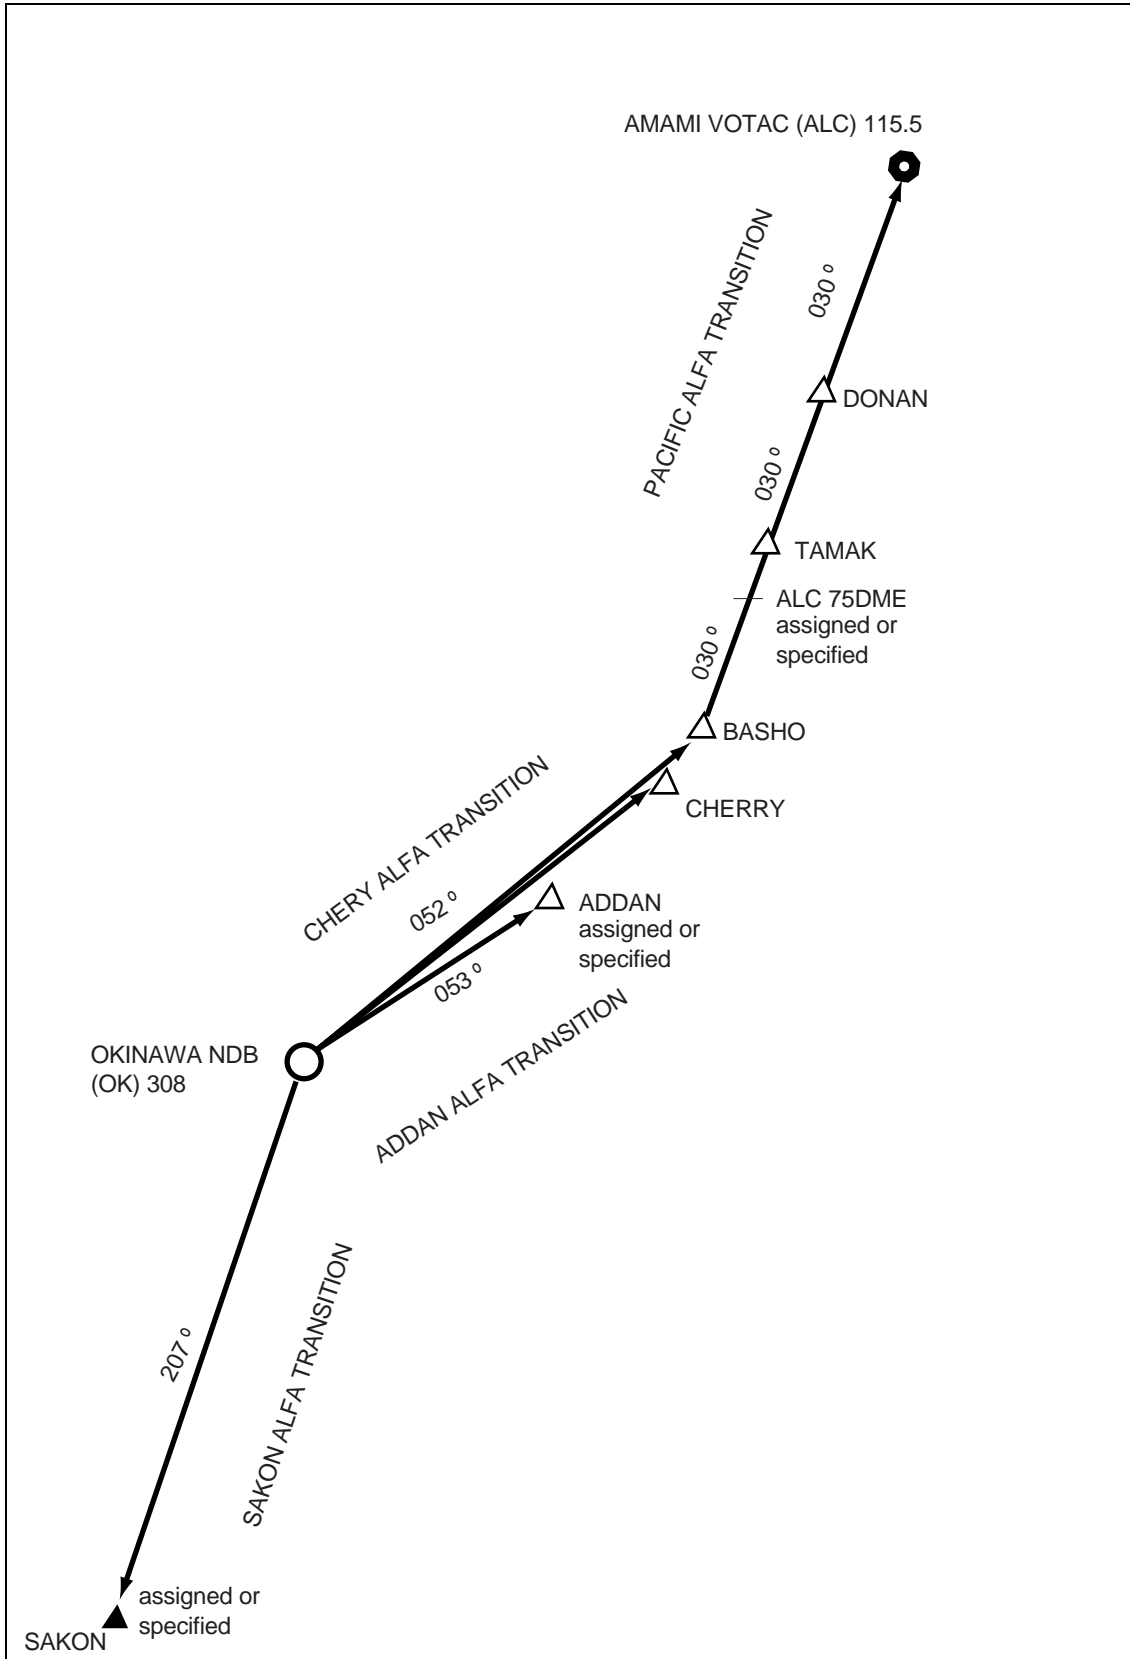 AMAMI VOTAC (ALC) 115.5
PACIFIC ALFA TRANSITION
030°
DONAN
030°
TAMAK
ALC 75DME
assigned or
specified
030°
BASHO
CHERY ALFA TRANSITION
CHERRY
052°
ADDAN
assigned or
specified
053°
ADDAN ALFA TRANSITION
OKINAWA NDB
(OK) 308
SAKON ALFA TRANSITION
207°
assigned or
specified
SAKON